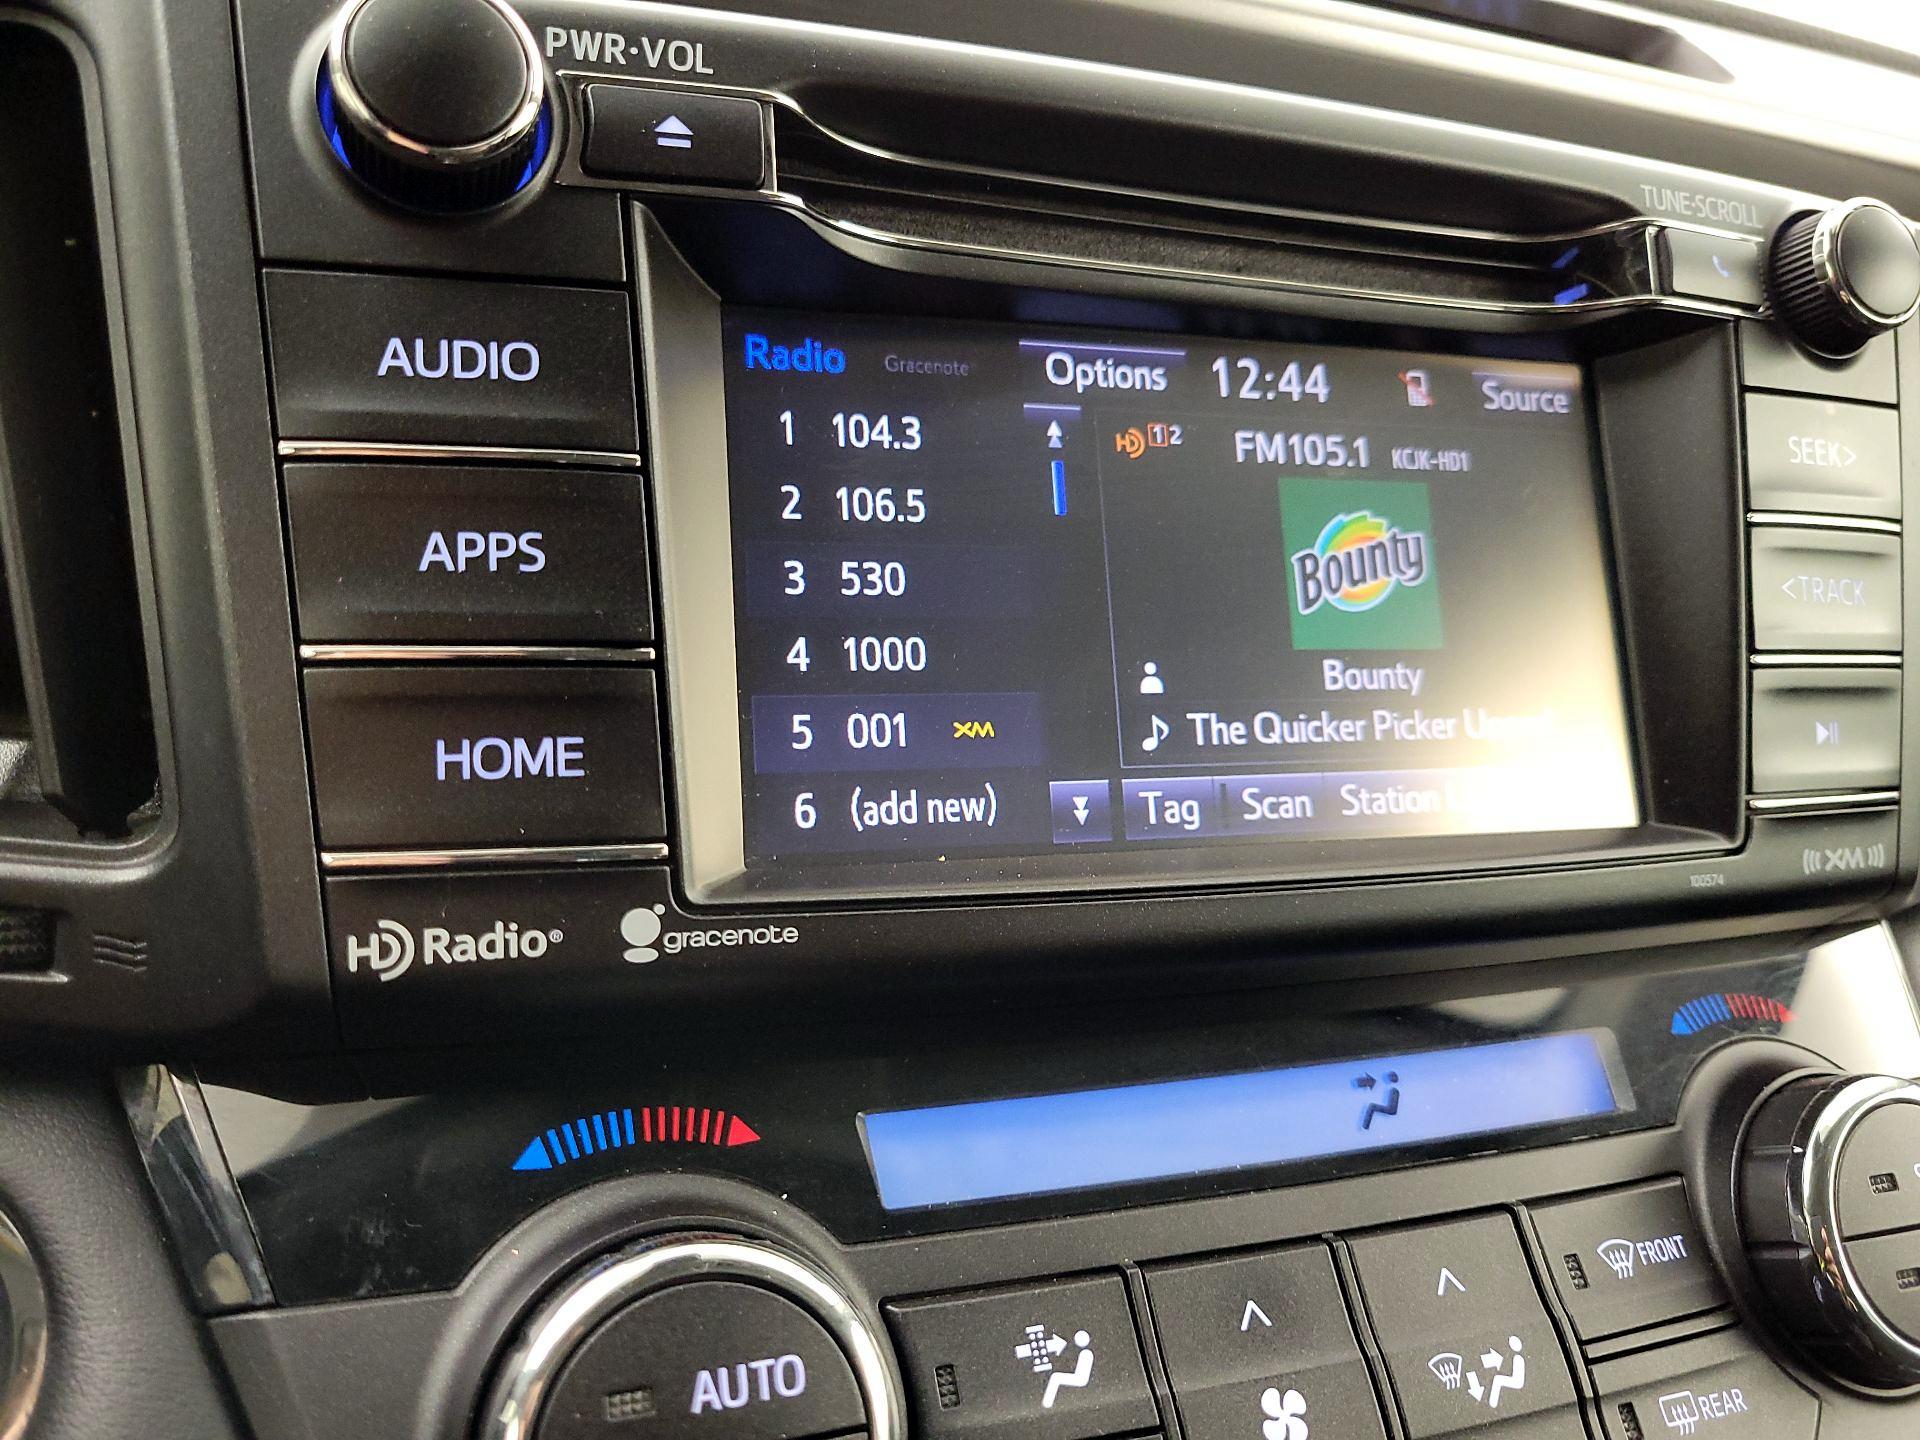 PWR·VOL
TUNE·SCROLL
AUDIO
APPS
HOME
Radio Gracenote Options 12:44 Source
1 104.3
2 106.5
3 530
4 1000
5 001 XM
6 (add new)
HD 1 2 FM105.1 KCJK-HD1
Bounty
Bounty
The Quicker Picker
Tag Scan Station
SEEK>
<TRACK
((( XM )))
100574
HD Radio®
gracenote
AUTO
FRONT
REAR